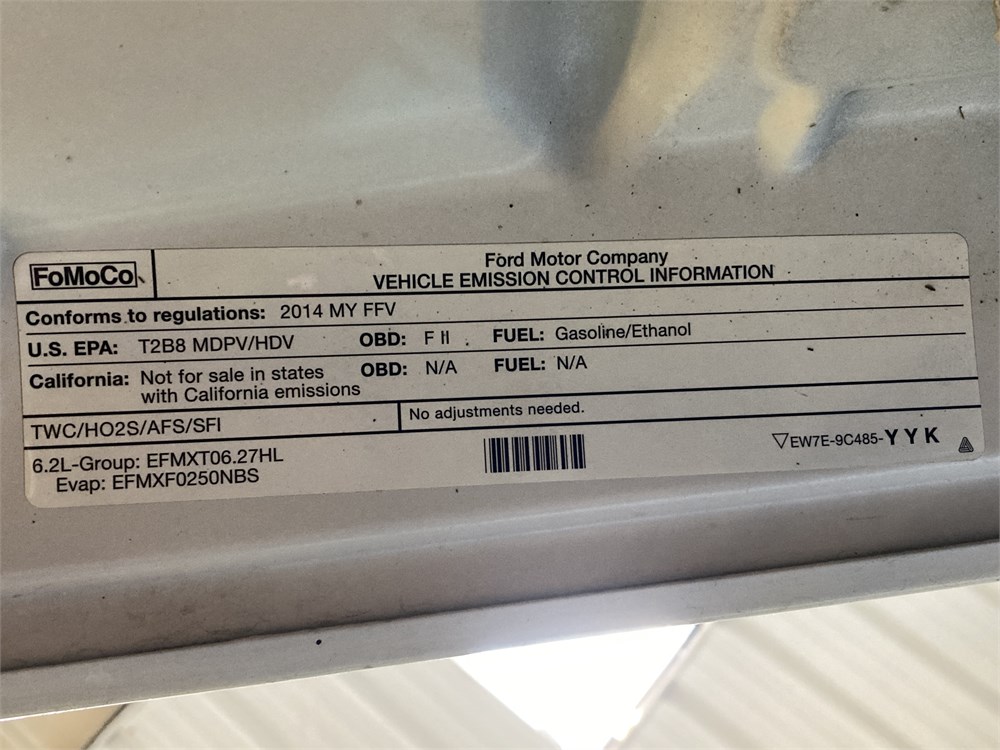 FoMoCo
Ford Motor Company
VEHICLE EMISSION CONTROL INFORMATION
Conforms to regulations: 2014 MY FFV
U.S. EPA: T2B8 MDPV/HDV OBD: F II FUEL: Gasoline/Ethanol
California: Not for sale in states OBD: N/A FUEL: N/A
with California emissions
TWC/HO2S/AFS/SFI No adjustments needed.
6.2L-Group: EFMXT06.27HL
Evap: EFMXF0250NBS
EW7E-9C485-YYK